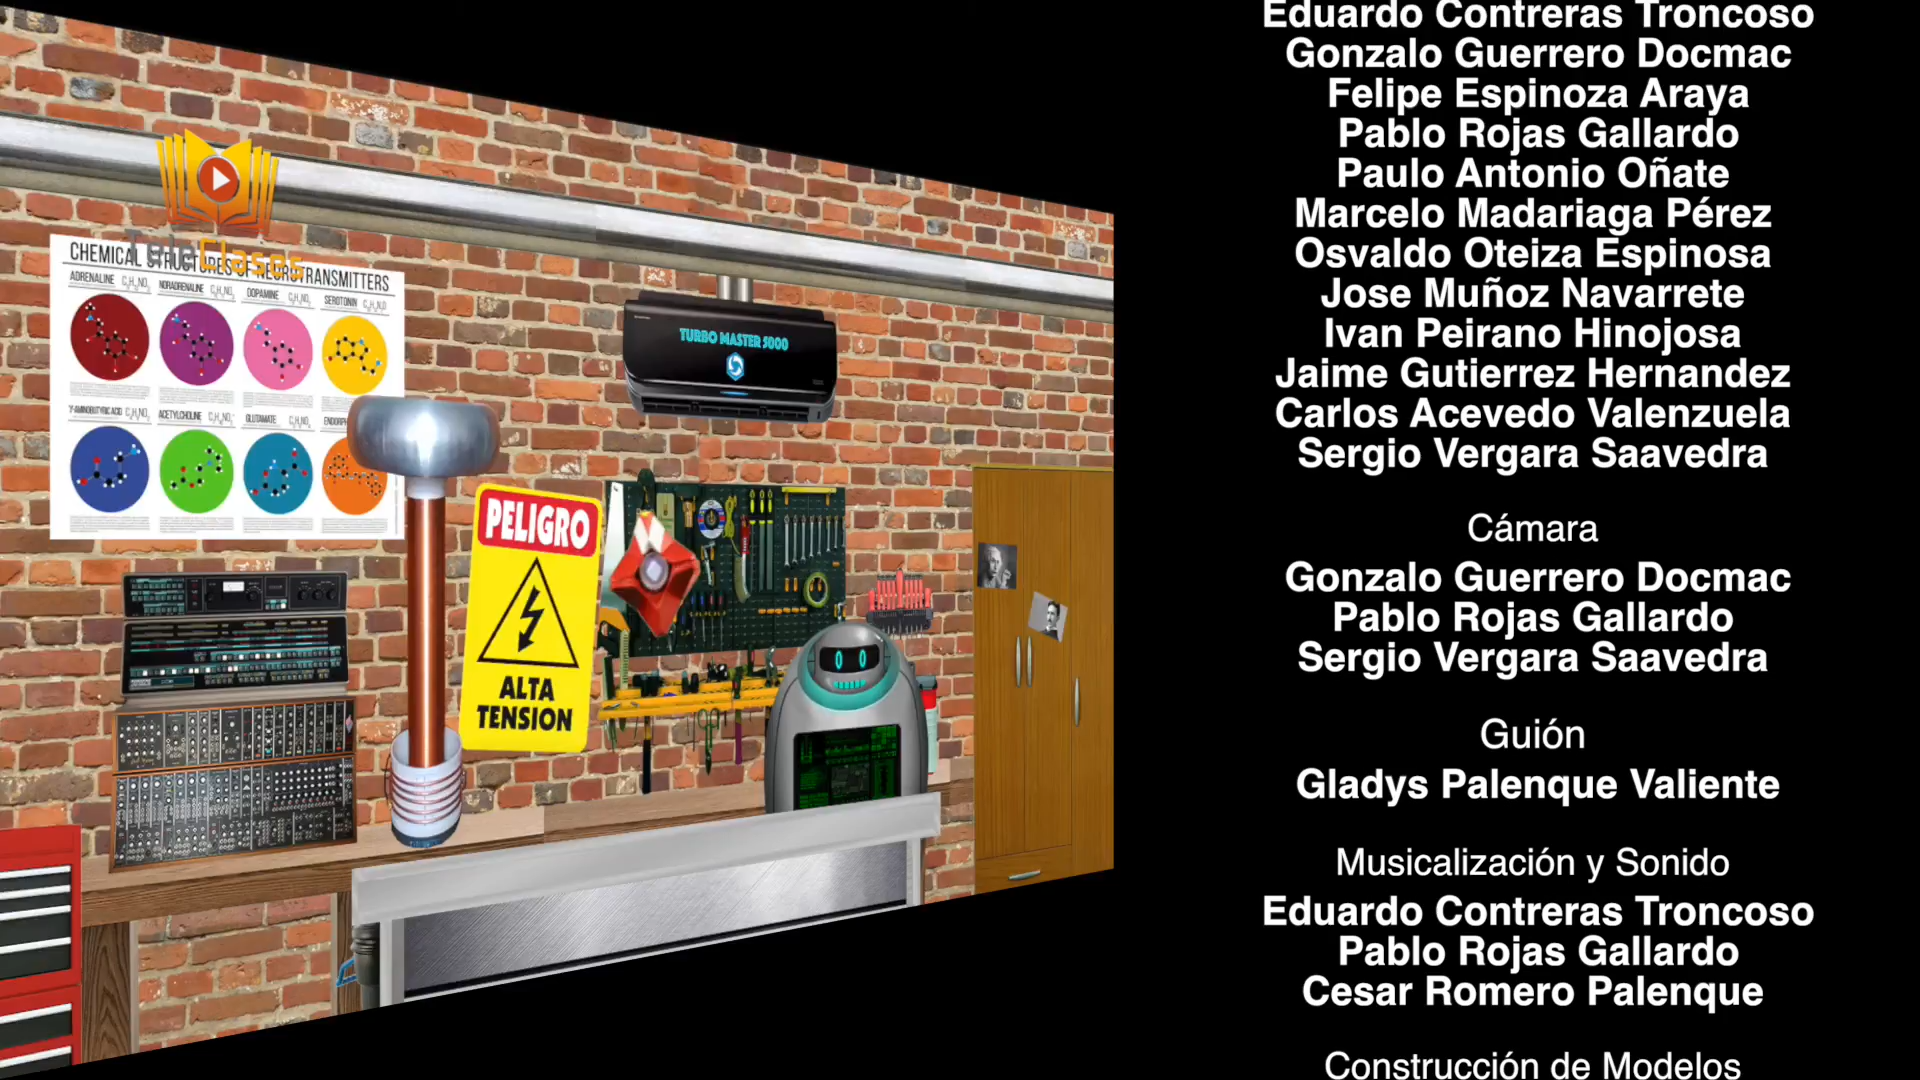 TeleClases
CHEMICAL STRUCTURES OF NEUROTRANSMITTERS
ADRENALINE
NORADRENALINE
DOPAMINE
SEROTONIN
Y-AMINOBUTYRIC ACID
ACETYLCHOLINE
GLUTAMATE
TURBO MASTER 5000
PELIGRO
ALTA
TENSION
Eduardo Contreras Troncoso
Gonzalo Guerrero Docmac
Felipe Espinoza Araya
Pablo Rojas Gallardo
Paulo Antonio Oñate
Marcelo Madariaga Pérez
Osvaldo Oteiza Espinosa
Jose Muñoz Navarrete
Ivan Peirano Hinojosa
Jaime Gutierrez Hernandez
Carlos Acevedo Valenzuela
Sergio Vergara Saavedra
Cámara
Gonzalo Guerrero Docmac
Pablo Rojas Gallardo
Sergio Vergara Saavedra
Guión
Gladys Palenque Valiente
Musicalización y Sonido
Eduardo Contreras Troncoso
Pablo Rojas Gallardo
Cesar Romero Palenque
Construcción de Modelos